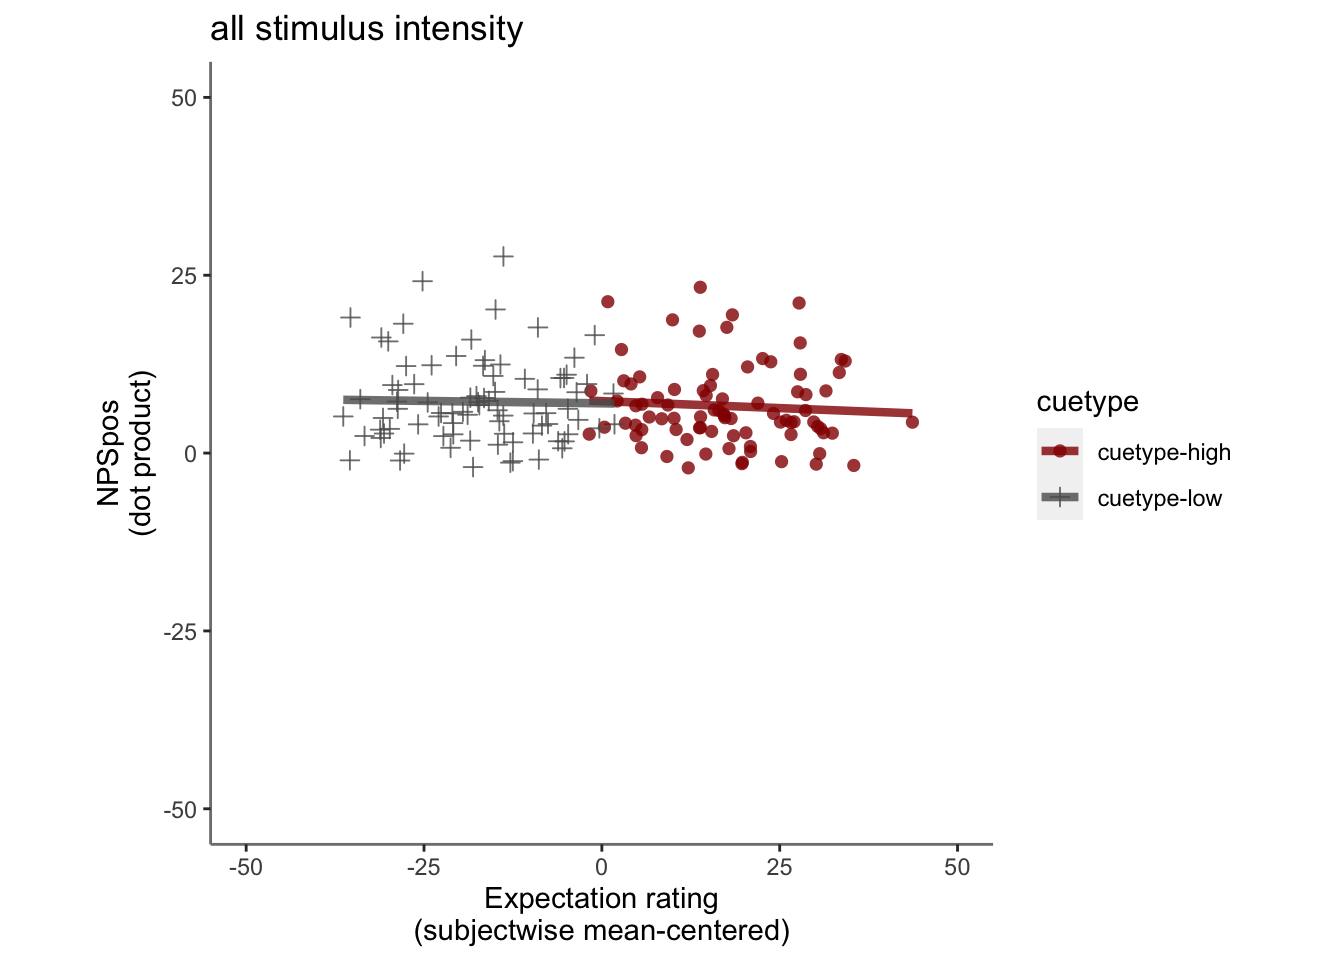 all stimulus intensity
50
25
0
-25
-50
NPSpos
(dot product)
-50
-25
0
25
50
Expectation rating
(subjectwise mean-centered)
cuetype
cuetype-high
cuetype-low